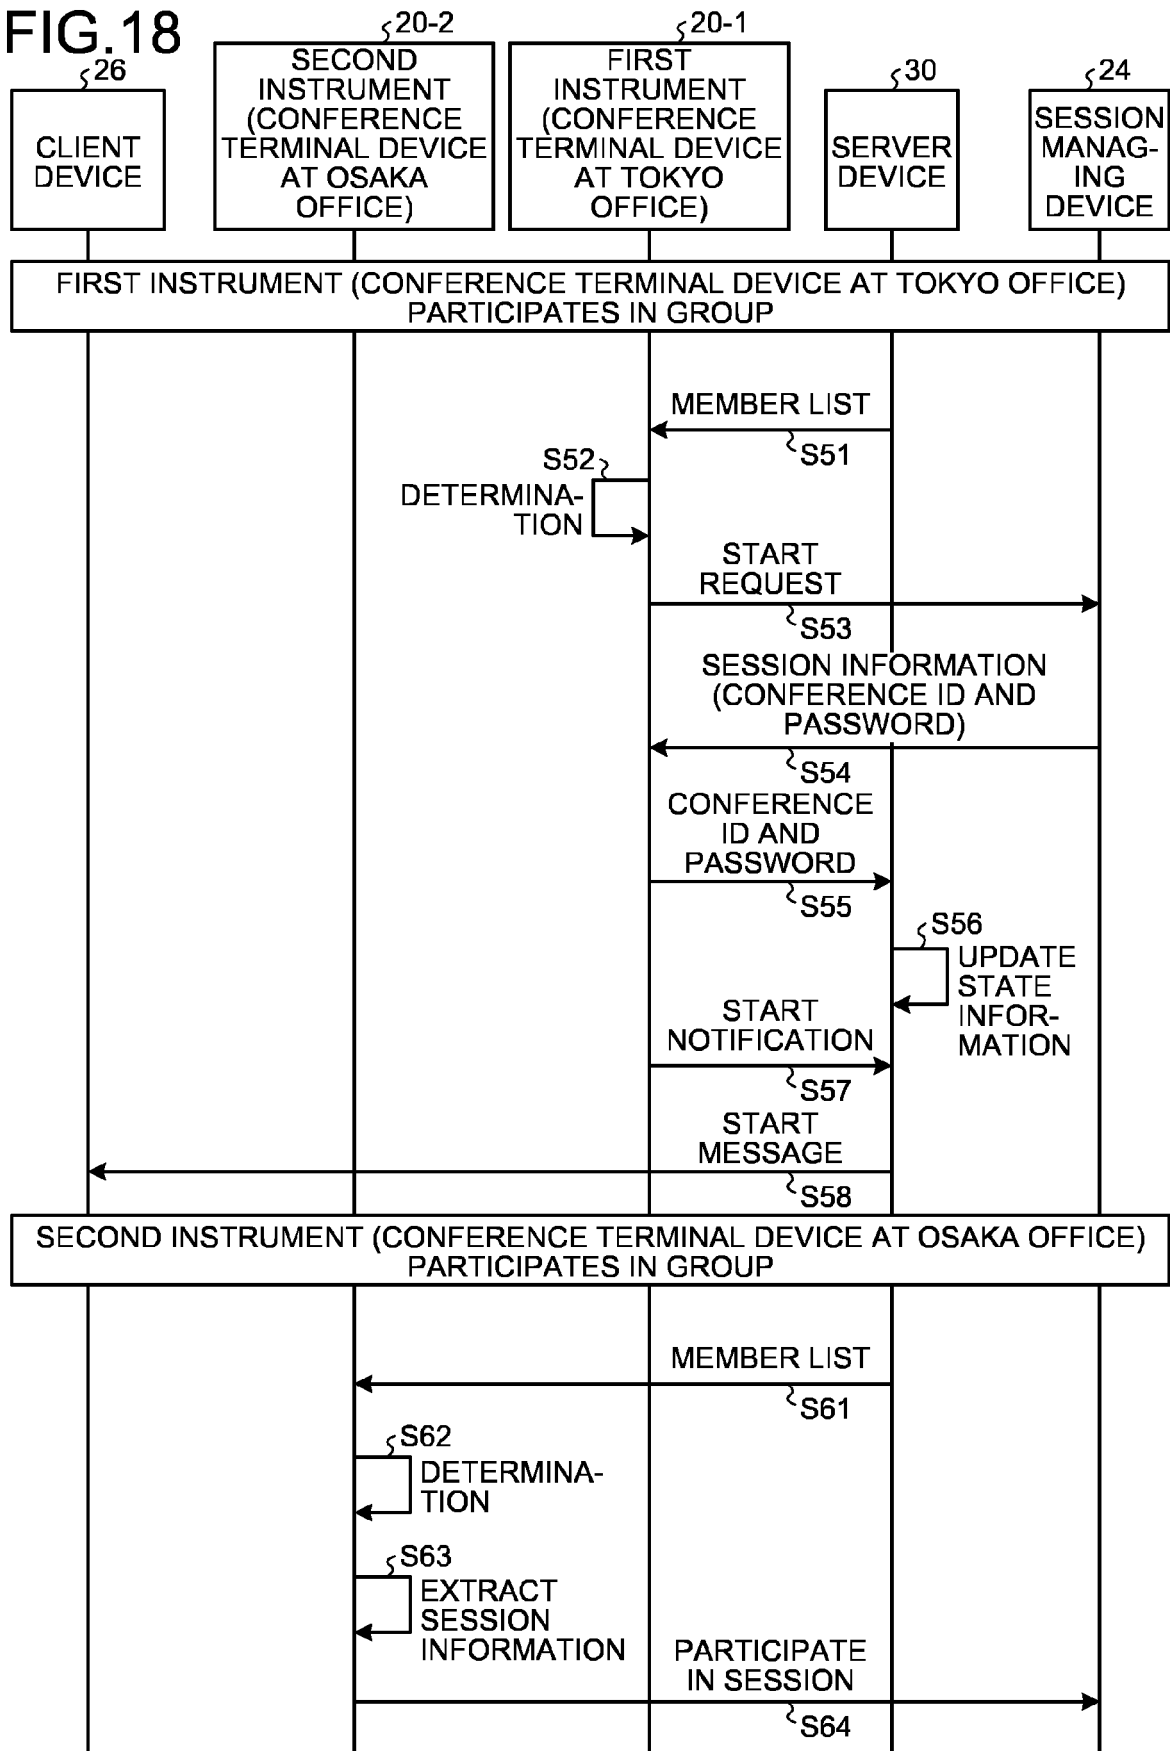 FIG.18
26
CLIENT
DEVICE
20-2
SECOND
INSTRUMENT
(CONFERENCE
TERMINAL DEVICE
AT OSAKA
OFFICE)
20-1
FIRST
INSTRUMENT
(CONFERENCE
TERMINAL DEVICE
AT TOKYO
OFFICE)
30
SERVER
DEVICE
24
SESSION
MANAG-
ING
DEVICE
FIRST INSTRUMENT (CONFERENCE TERMINAL DEVICE AT TOKYO OFFICE)
PARTICIPATES IN GROUP
MEMBER LIST
S51
S52
DETERMINA-
TION
START
REQUEST
S53
SESSION INFORMATION
(CONFERENCE ID AND
PASSWORD)
S54
CONFERENCE
ID AND
PASSWORD
S55
S56
UPDATE
STATE
INFOR-
MATION
START
NOTIFICATION
S57
START
MESSAGE
S58
SECOND INSTRUMENT (CONFERENCE TERMINAL DEVICE AT OSAKA OFFICE)
PARTICIPATES IN GROUP
MEMBER LIST
S61
S62
DETERMINA-
TION
S63
EXTRACT
SESSION
INFORMATION
PARTICIPATE
IN SESSION
S64